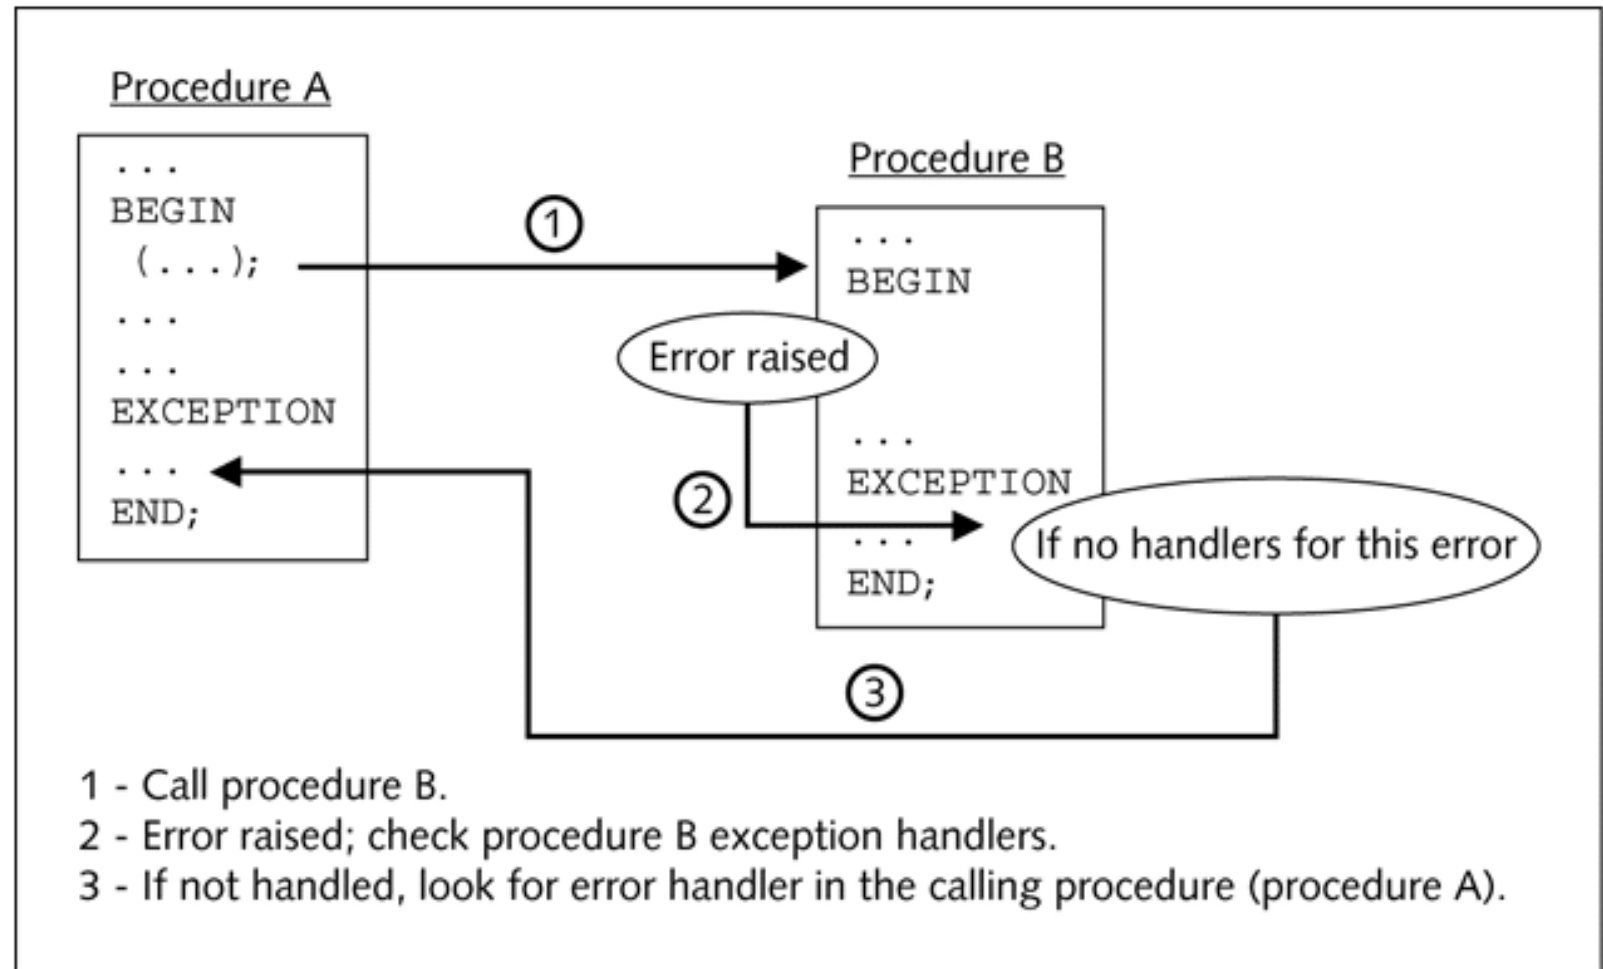 Procedure A
...
BEGIN
(...);
...
...
EXCEPTION
...
END;
1
Procedure B
...
BEGIN
Error raised
...
EXCEPTION
...
END;
2
If no handlers for this error
3
1 - Call procedure B.
2 - Error raised; check procedure B exception handlers.
3 - If not handled, look for error handler in the calling procedure (procedure A).